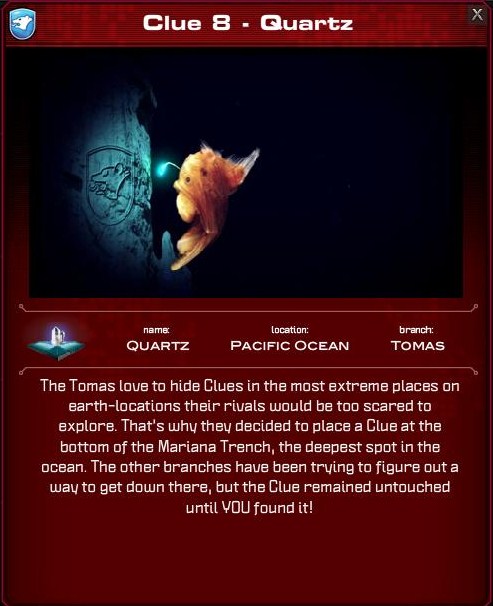 Clue 8 - Quartz
X
name:
QUARTZ
location:
PACIFIC OCEAN
branch:
TOMAS
The Tomas love to hide Clues in the most extreme places on
earth-locations their rivals would be too scared to
explore. That's why they decided to place a Clue at the
bottom of the Mariana Trench, the deepest spot in the
ocean. The other branches have been trying to figure out a
way to get down there, but the Clue remained untouched
until YOU found it!